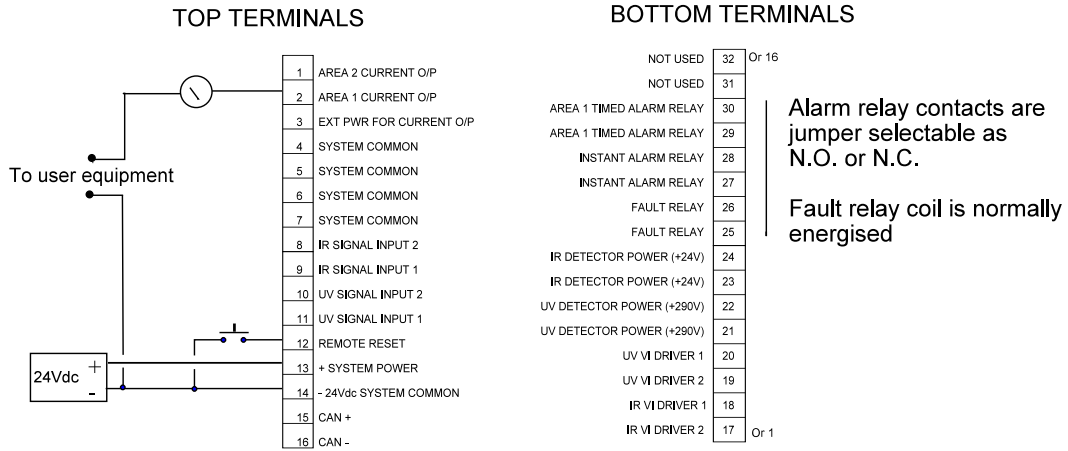 TOP TERMINALS
1 AREA 2 CURRENT O/P
2 AREA 1 CURRENT O/P
3 EXT PWR FOR CURRENT O/P
4 SYSTEM COMMON
5 SYSTEM COMMON
6 SYSTEM COMMON
7 SYSTEM COMMON
8 IR SIGNAL INPUT 2
9 IR SIGNAL INPUT 1
10 UV SIGNAL INPUT 2
11 UV SIGNAL INPUT 1
12 REMOTE RESET
13 + SYSTEM POWER
14 - 24Vdc SYSTEM COMMON
15 CAN +
16 CAN -
To user equipment
24Vdc +
-
BOTTOM TERMINALS
NOT USED 32 Or 16
NOT USED 31
AREA 1 TIMED ALARM RELAY 30
AREA 1 TIMED ALARM RELAY 29
INSTANT ALARM RELAY 28
INSTANT ALARM RELAY 27
FAULT RELAY 26
FAULT RELAY 25
IR DETECTOR POWER (+24V) 24
IR DETECTOR POWER (+24V) 23
UV DETECTOR POWER (+290V) 22
UV DETECTOR POWER (+290V) 21
UV VI DRIVER 1 20
UV VI DRIVER 2 19
IR VI DRIVER 1 18
IR VI DRIVER 2 17 Or 1
Alarm relay contacts are
jumper selectable as
N.O. or N.C.
Fault relay coil is normally
energised